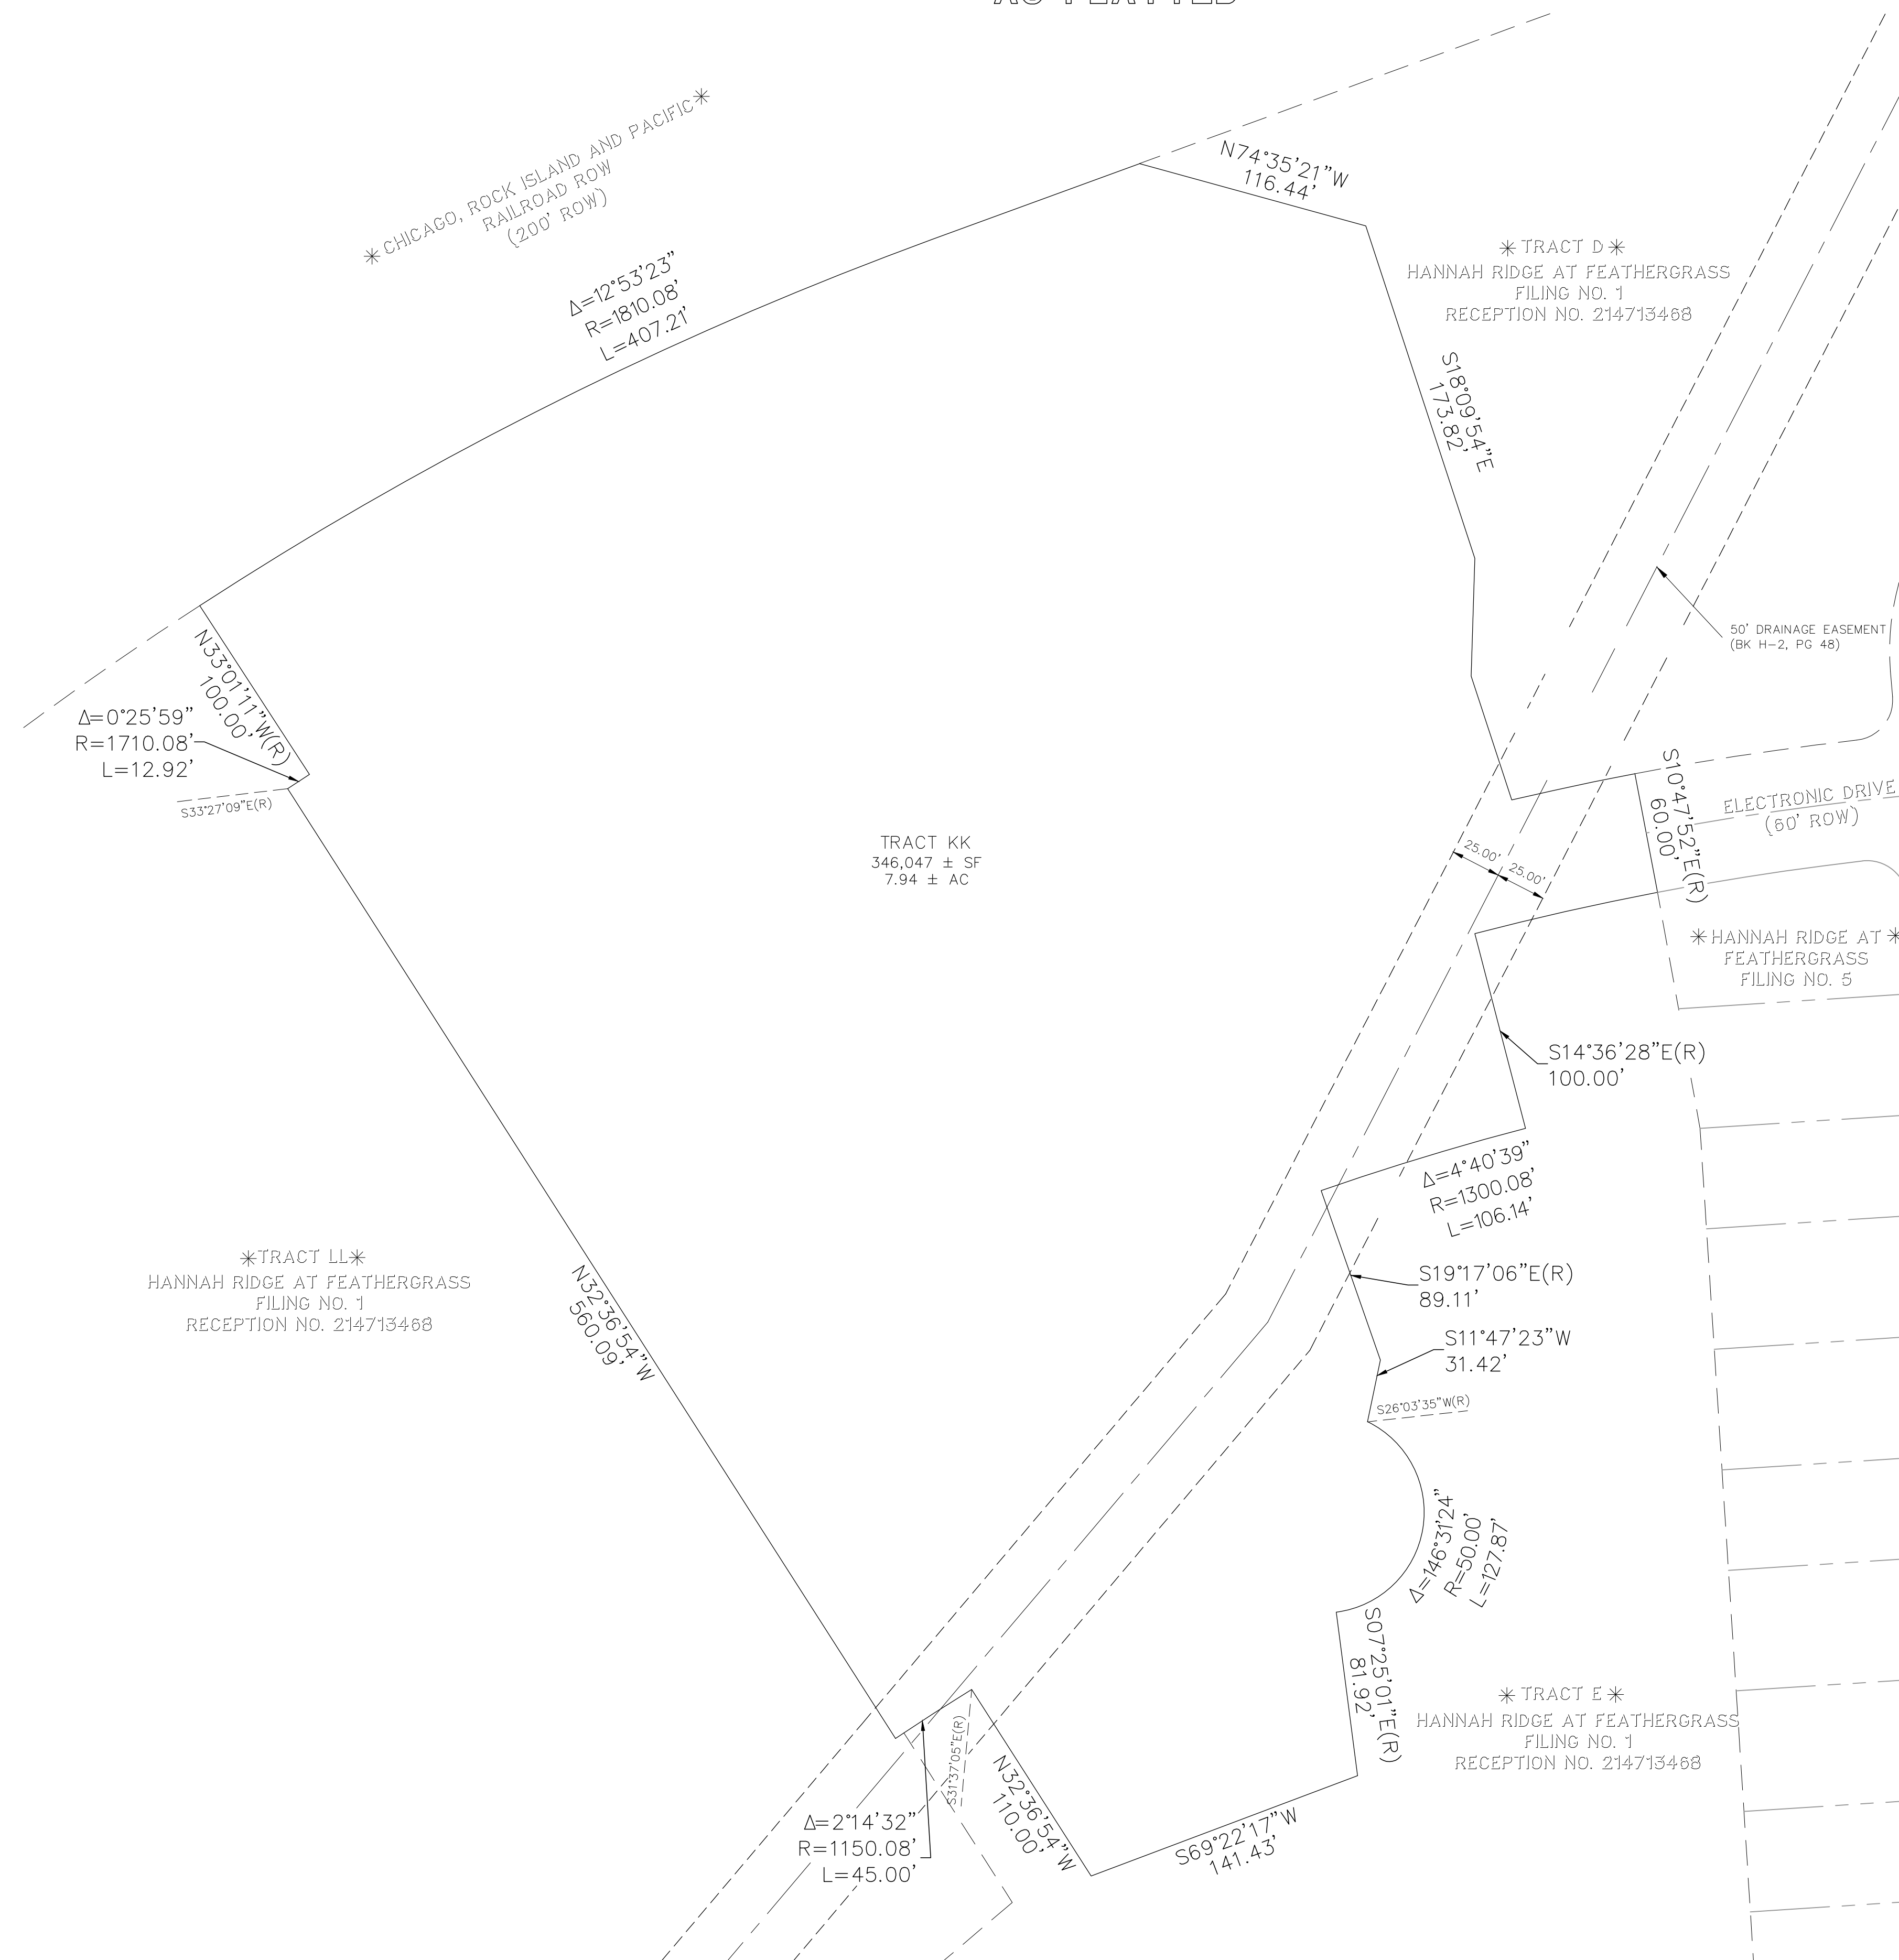 N74°35'21"W
116.44'
✳CHICAGO, ROCK ISLAND AND PACIFIC✳
RAILROAD ROW
(200' ROW)
✳TRACT D✳
HANNAH RIDGE AT FEATHERGRASS
FILING NO. 1
RECEPTION NO. 214713468
Δ=12°53'23"
R=1810.08'
L=407.21'
S18°09'54"E
173.82'
50' DRAINAGE EASEMENT
(BK H-2, PG 48)
N33°01'11"W(R)
100.00'
Δ=0°25'59"
R=1710.08'
L=12.92'
S33°27'09"E(R)
S10°47'52"E(R)
60.00'
ELECTRONIC DRIVE
(60' ROW)
TRACT KK
346,047 ± SF
7.94 ± AC
25.00'
25.00'
✳HANNAH RIDGE AT✳
FEATHERGRASS
FILING NO. 5
S14°36'28"E(R)
100.00'
Δ=4°40'39"
R=1300.08'
L=106.14'
✳TRACT LL✳
HANNAH RIDGE AT FEATHERGRASS
FILING NO. 1
RECEPTION NO. 214713468
N32°36'54"W
560.09'
S19°17'06"E(R)
89.11'
S11°47'23"W
31.42'
S26°03'35"W(R)
Δ=146°31'24"
R=50.00'
L=127.87'
S07°25'01"E(R)
81.92'
✳TRACT E✳
HANNAH RIDGE AT FEATHERGRASS
FILING NO. 1
RECEPTION NO. 214713468
S31°37'05"E(R)
N32°36'54"W
110.00'
Δ=2°14'32"
R=1150.08'
L=45.00'
S69°22'17"W
141.43'